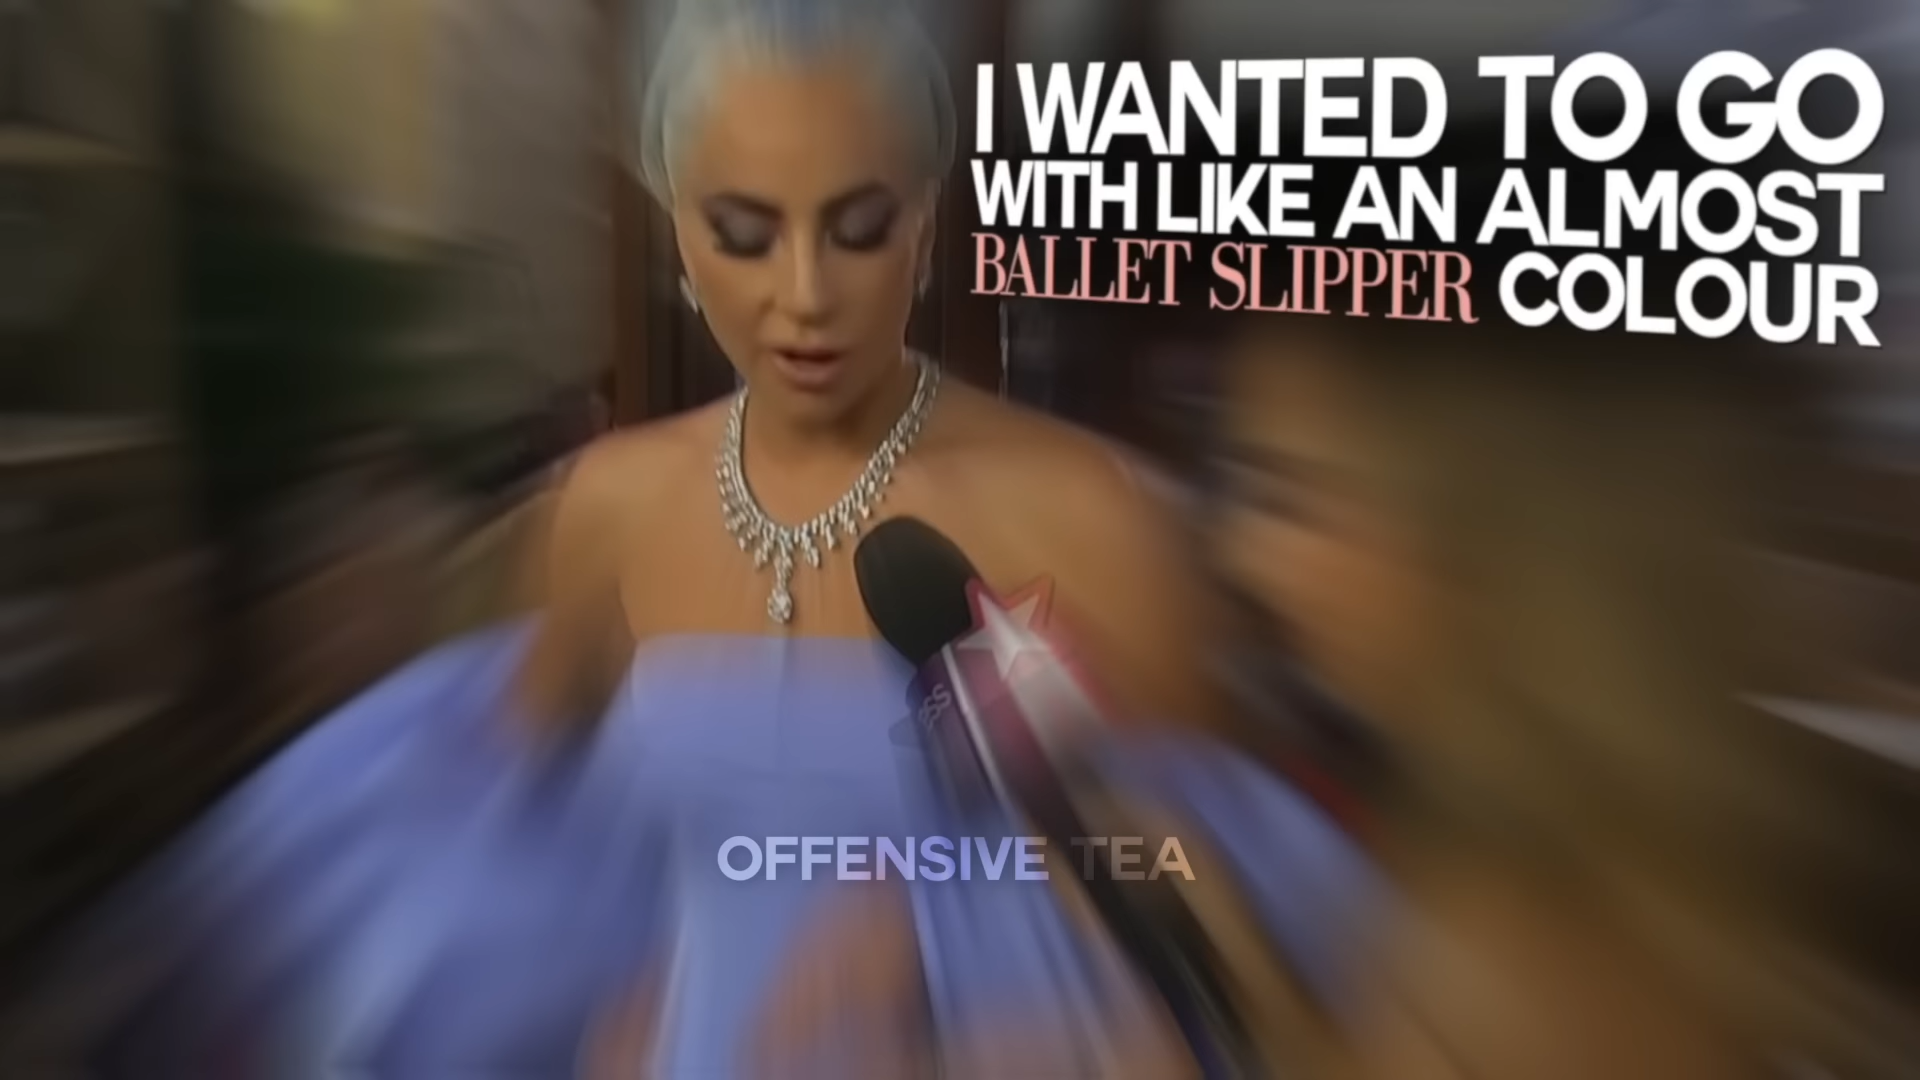 I WANTED TO GO
WITH LIKE AN ALMOST
BALLET SLIPPER COLOUR
OFFENSIVE TEA